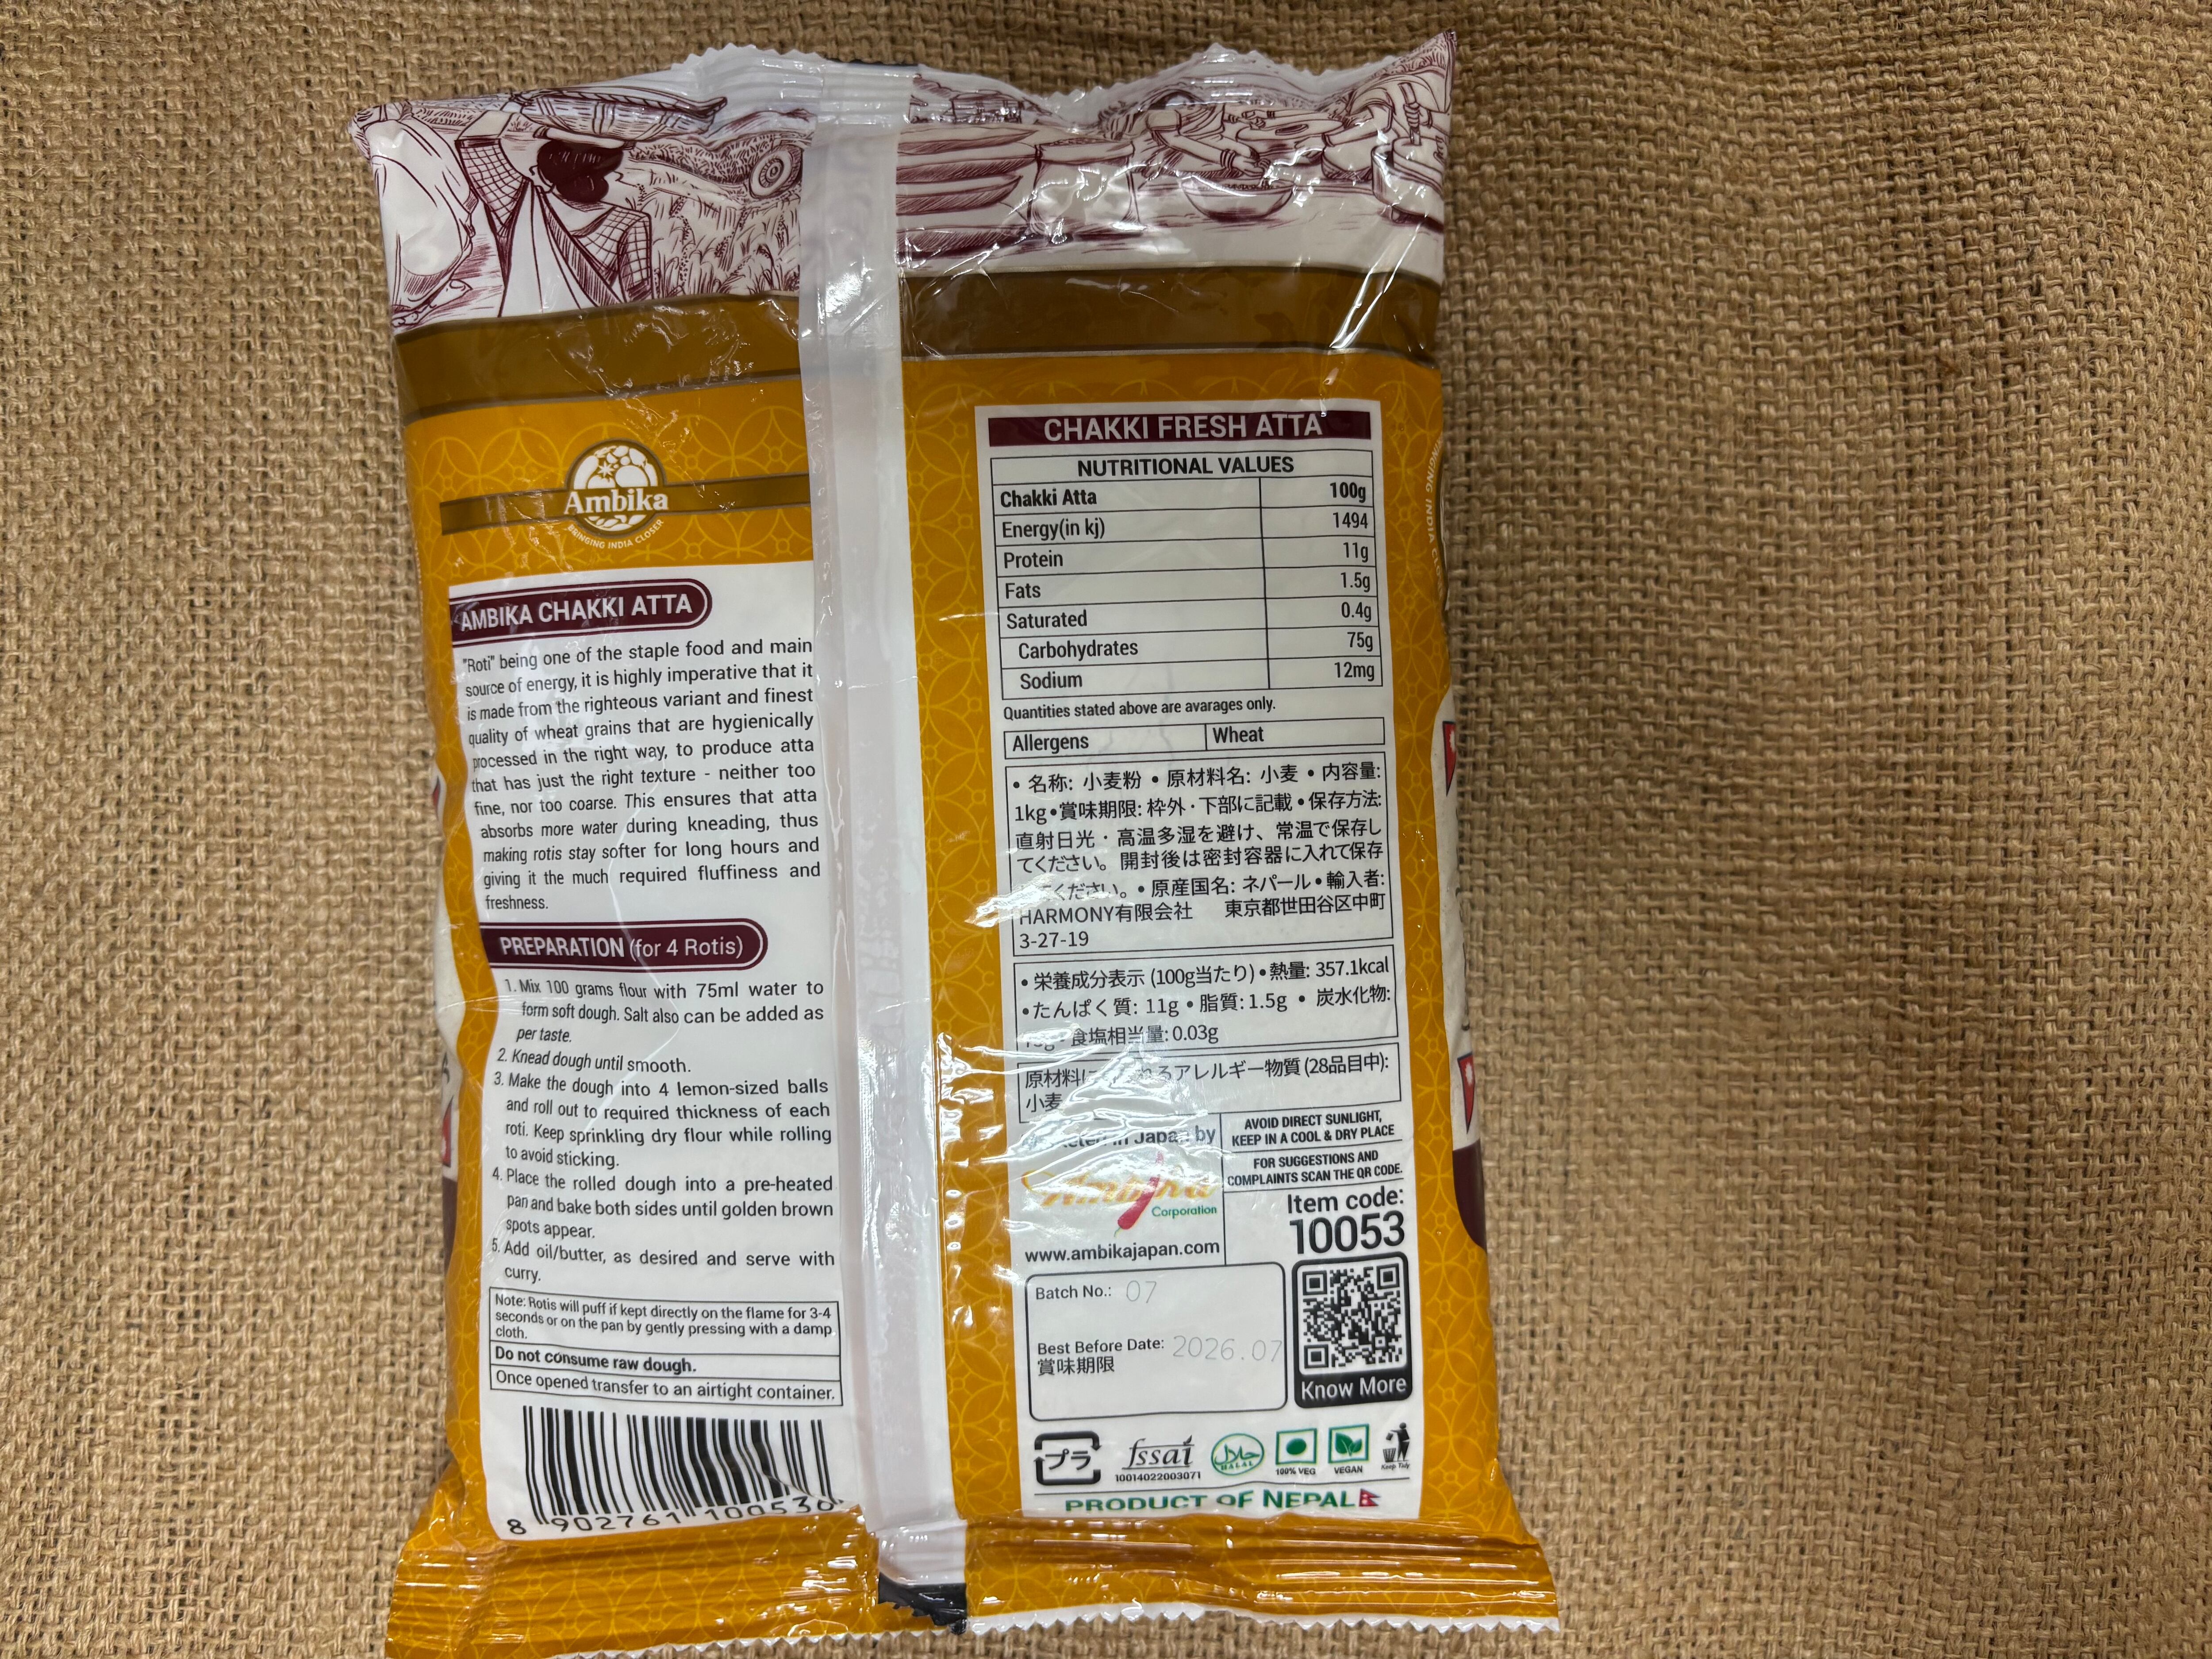 Ambika
BRINGING INDIA CLOSER
AMBIKA CHAKKI ATTA
"Roti" being one of the staple food and main
source of energy, it is highly imperative that it
is made from the righteous variant and finest
quality of wheat grains that are hygienically
processed in the right way, to produce atta
that has just the right texture - neither too
fine, nor too coarse. This ensures that atta
absorbs more water during kneading, thus
making rotis stay softer for long hours and
giving it the much required fluffiness and
freshness.
PREPARATION (for 4 Rotis)
1. Mix 100 grams flour with 75ml water to
form soft dough. Salt also can be added as
per taste.
2. Knead dough until smooth.
3. Make the dough into 4 lemon-sized balls
and roll out to required thickness of each
roti. Keep sprinkling dry flour while rolling
to avoid sticking.
4. Place the rolled dough into a pre-heated
pan and bake both sides until golden brown
spots appear.
5. Add oil/butter, as desired and serve with
curry.
Note: Rotis will puff if kept directly on the flame for 3-4
seconds or on the pan by gently pressing with a damp
cloth.
Do not consume raw dough.
Once opened transfer to an airtight container.
8 902761 100530
CHAKKI FRESH ATTA
NUTRITIONAL VALUES
Chakki Atta 100g
Energy(in kj) 1494
Protein 11g
Fats 1.5g
Saturated 0.4g
Carbohydrates 75g
Sodium 12mg
Quantities stated above are avarages only.
Allergens Wheat
• 名称: 小麦粉 • 原材料名: 小麦 • 内容量:
1kg • 賞味期限: 枠外・下部に記載 • 保存方法:
直射日光・高温多湿を避け、常温で保存し
てください。開封後は密封容器に入れて保存
ください。• 原産国名: ネパール • 輸入者:
HARMONY有限会社 東京都世田谷区中町
3-27-19
• 栄養成分表示 (100g当たり) • 熱量: 357.1kcal
• たんぱく質: 11g • 脂質: 1.5g • 炭水化物:
• 食塩相当量: 0.03g
原材料に アレルギー物質 (28品目中):
小麦
in Japan by
Ambika
Corporation
www.ambikajapan.com
AVOID DIRECT SUNLIGHT,
KEEP IN A COOL & DRY PLACE
FOR SUGGESTIONS AND
COMPLAINTS SCAN THE QR CODE.
Item code:
10053
Know More
Batch No.: 07
Best Before Date: 2026.07
賞味期限
プラ
fssai
10014022003071
حلال
HALAL
100% VEG
VEGAN
Keep Tidy
PRODUCT OF NEPAL